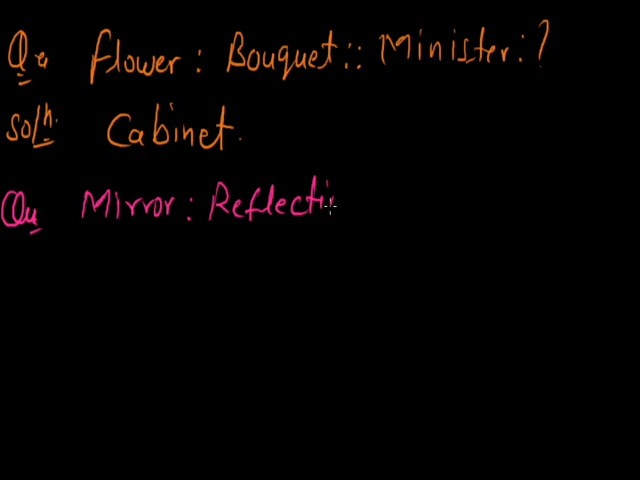 Q. Flower : Bouquet :: Minister : ?
Soln. Cabinet.
Qu Mirror : Reflecti